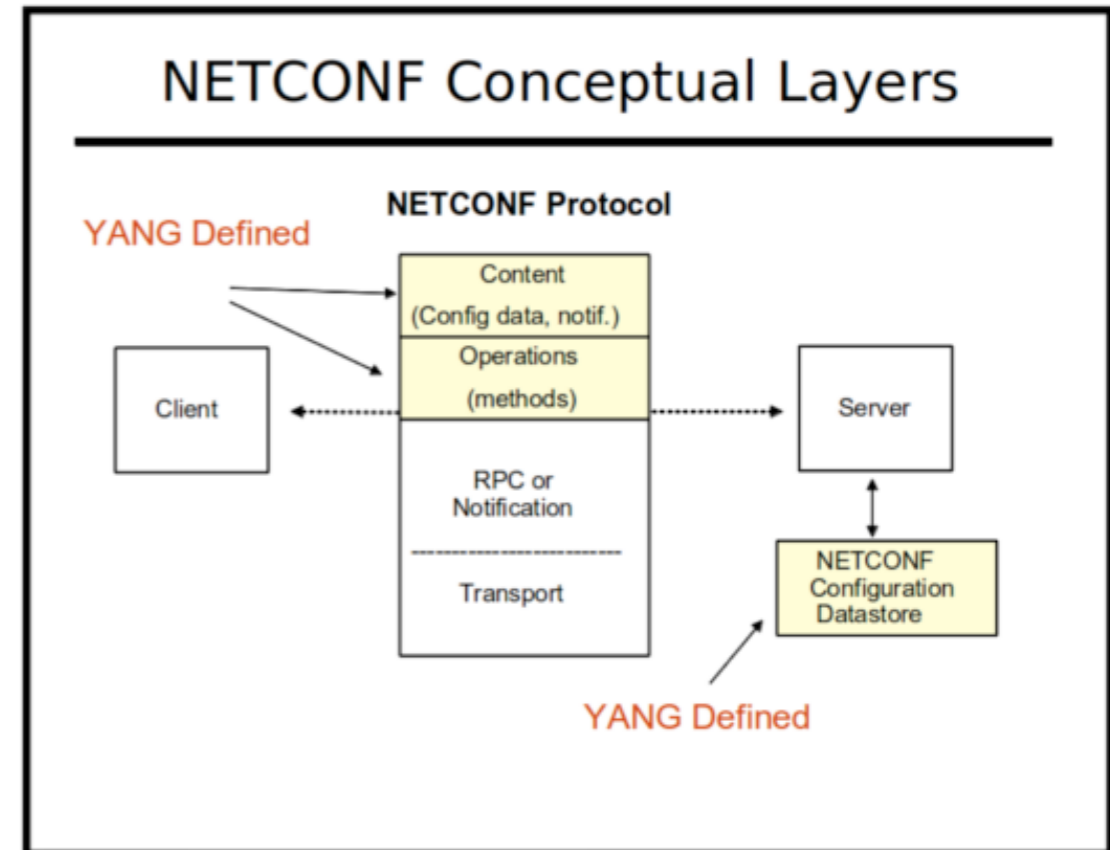 NETCONF Conceptual Layers
NETCONF Protocol
YANG Defined
Content
(Config data, notif.)
Operations
(methods)
Client
Server
RPC or
Notification
Transport
NETCONF
Configuration
Datastore
YANG Defined